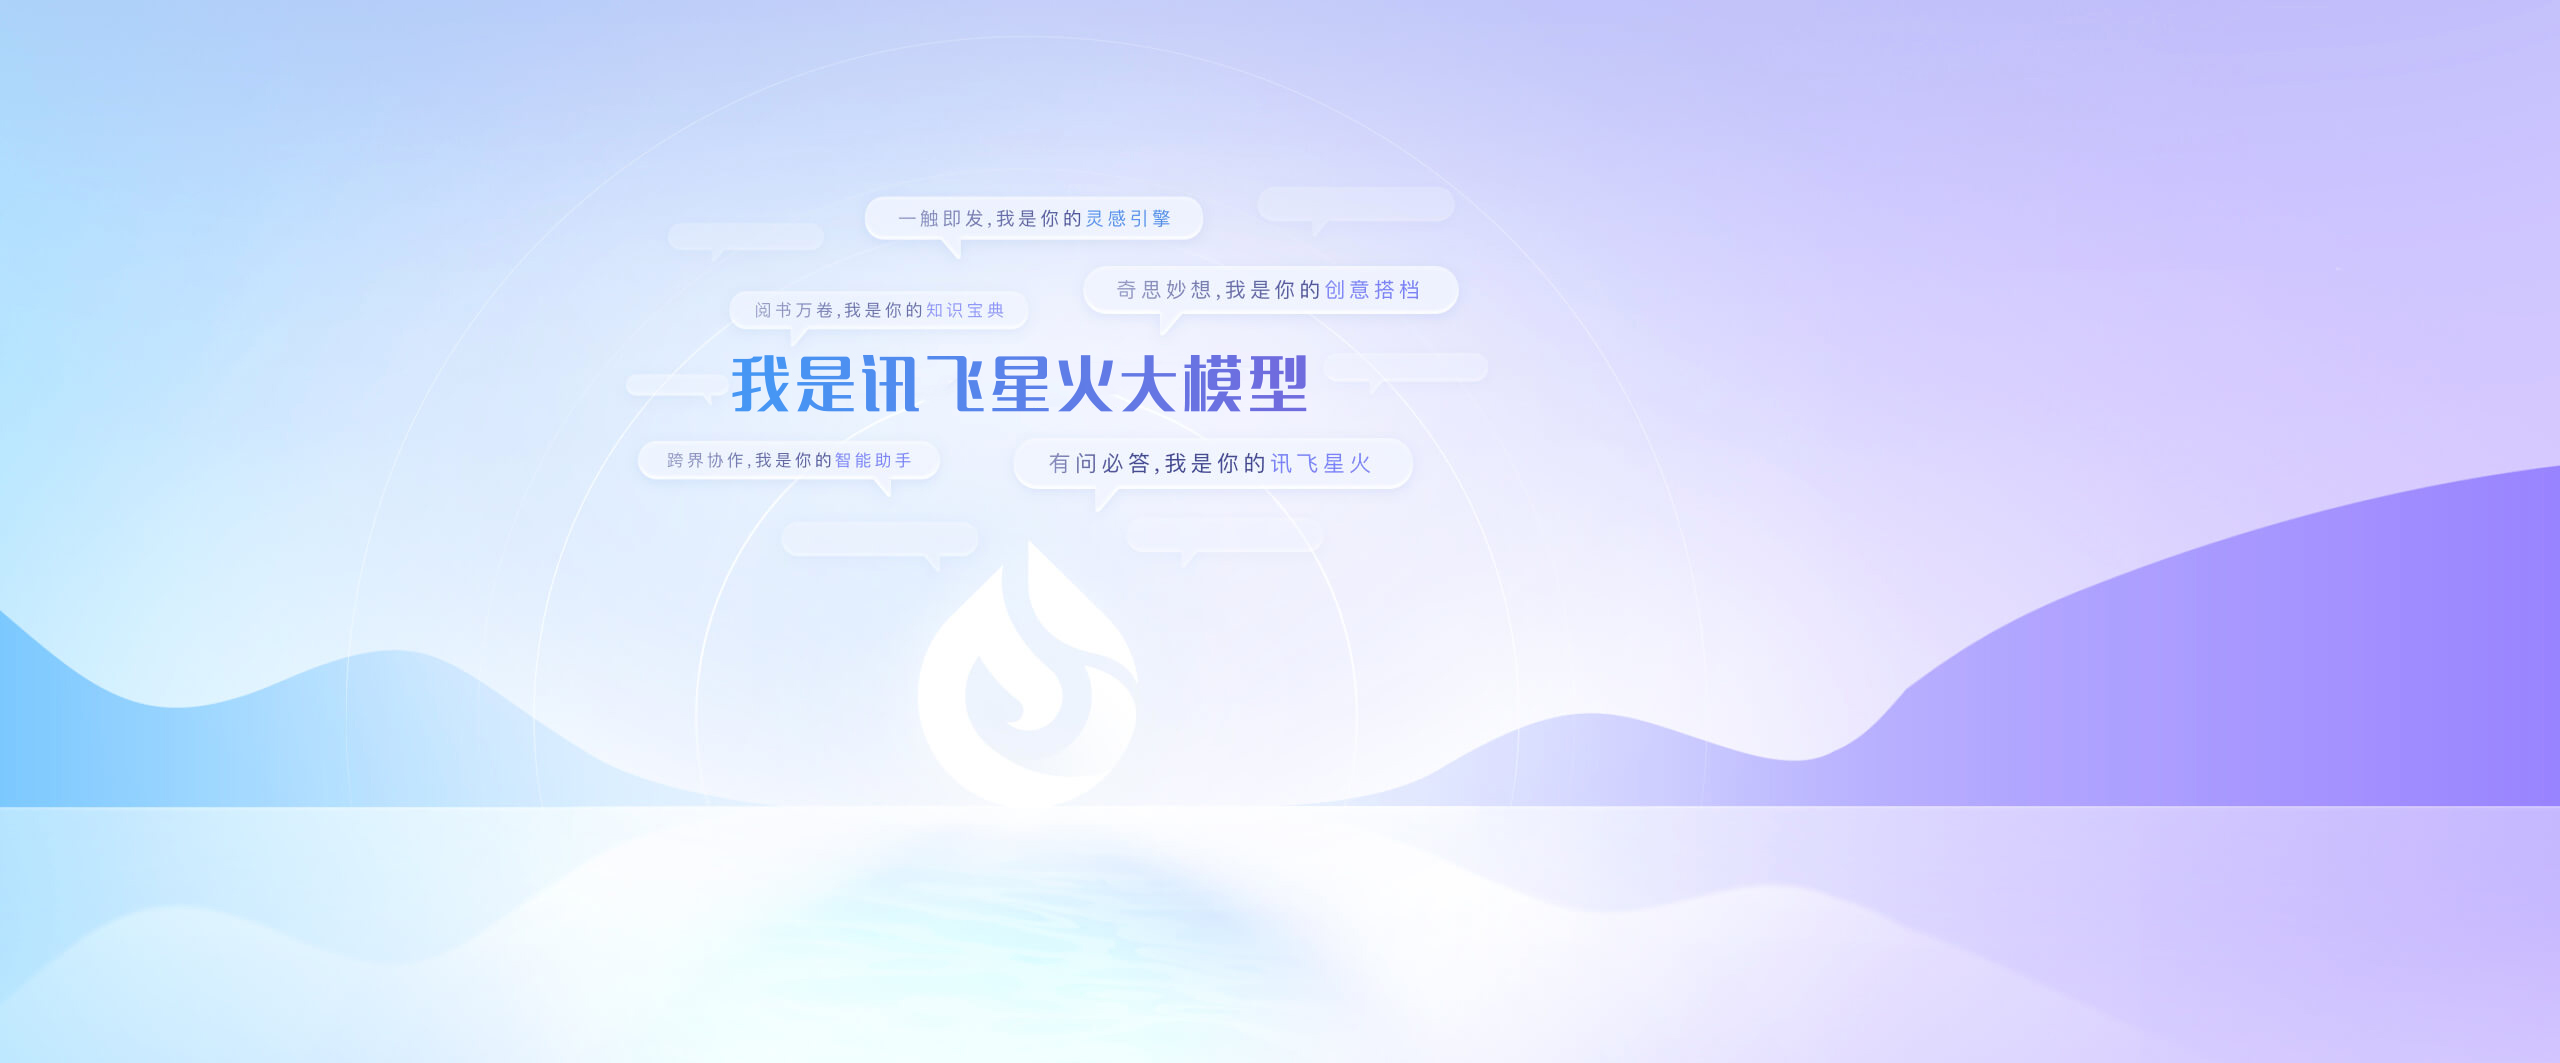 一触即发,我是你的灵感引擎
奇思妙想,我是你的创意搭档
阅书万卷,我是你的知识宝典
我是讯飞星火大模型
跨界协作,我是你的智能助手
有问必答,我是你的讯飞星火